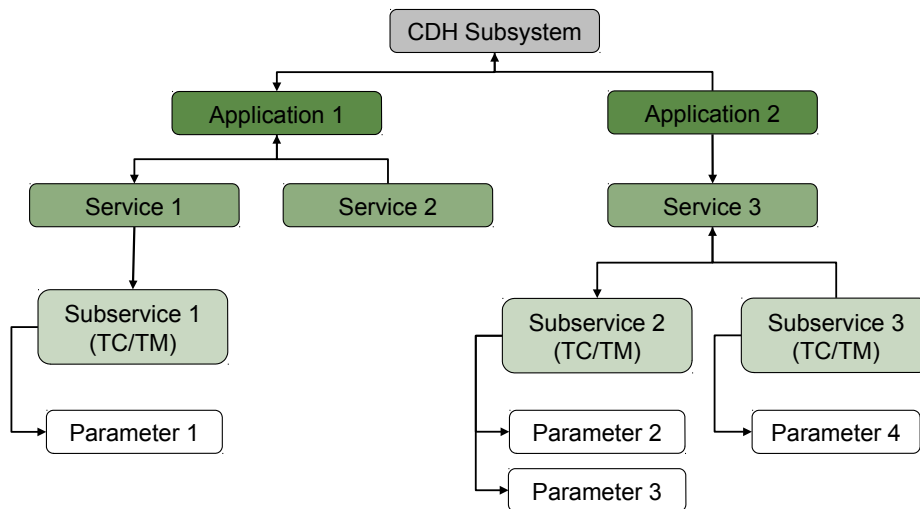 CDH Subsystem
Application 1
Application 2
Service 1
Service 2
Service 3
Subservice 1
(TC/TM)
Subservice 2
(TC/TM)
Subservice 3
(TC/TM)
Parameter 1
Parameter 2
Parameter 4
Parameter 3